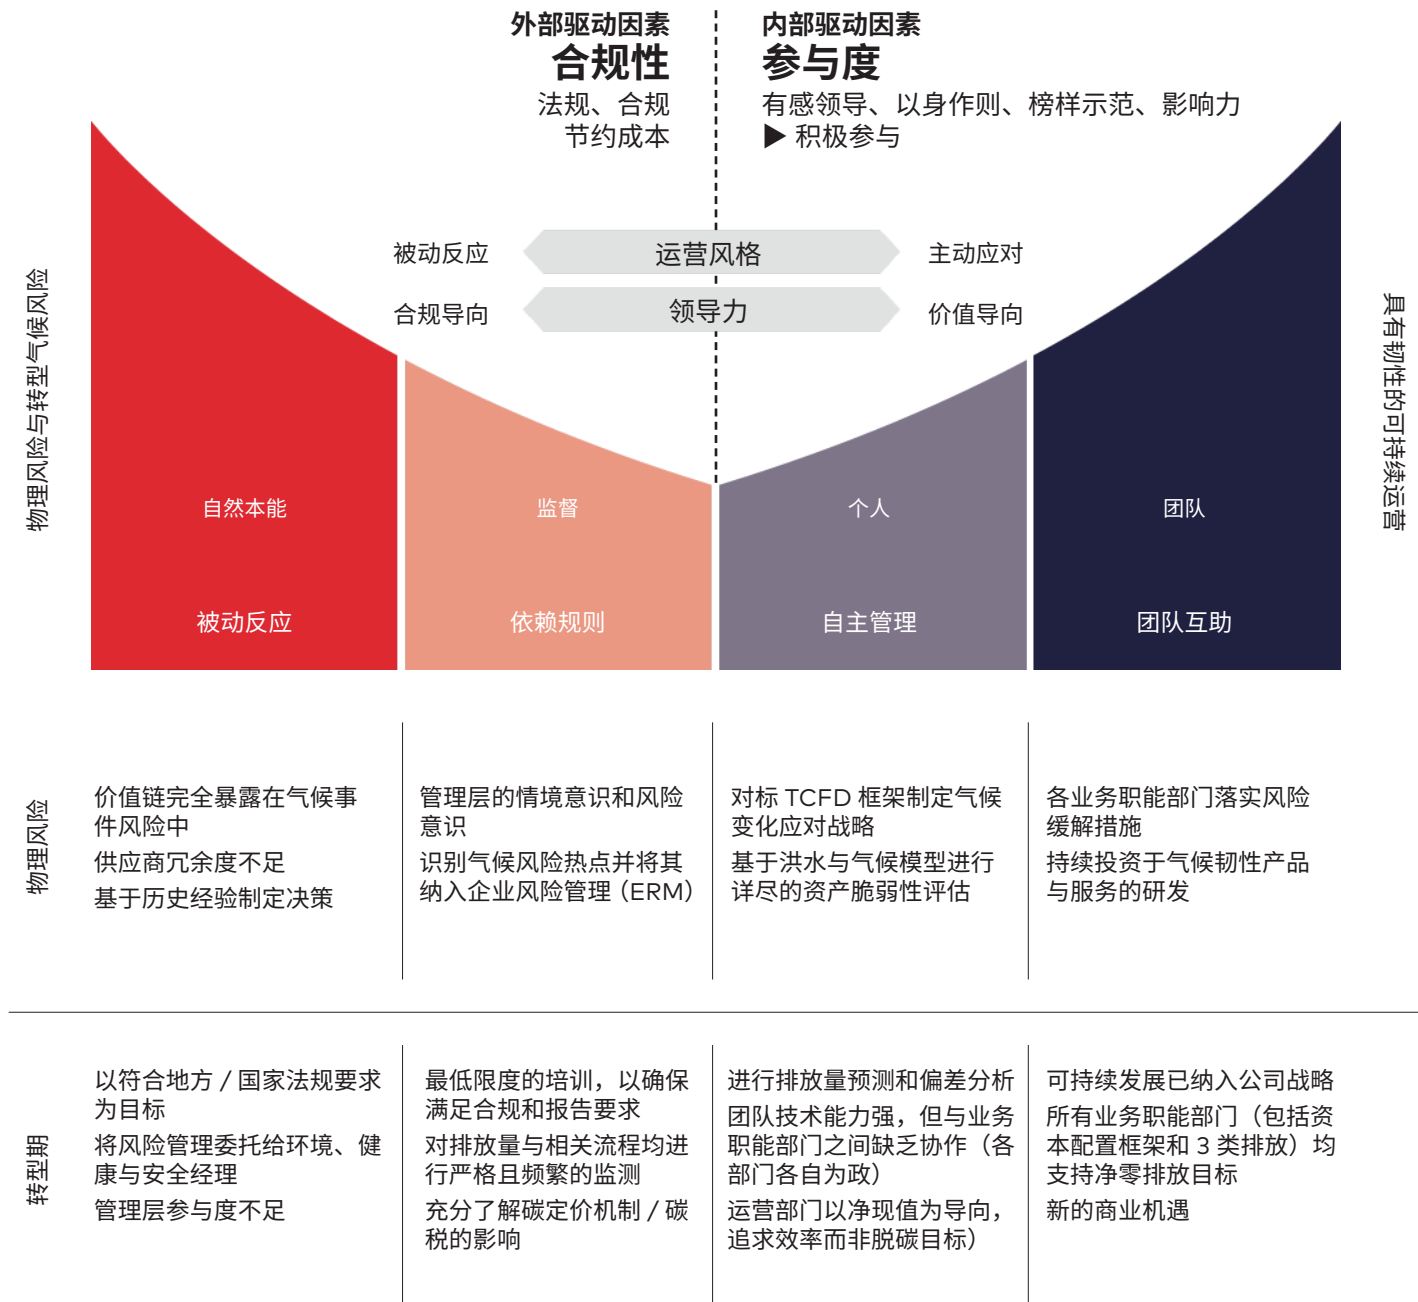 外部驱动因素
合规性
法规、合规
节约成本
内部驱动因素
参与度
有感领导、以身作则、榜样示范、影响力
▶ 积极参与
被动反应
运营风格
主动应对
合规导向
领导力
价值导向
物理风险与转型气候风险
具有韧性的可持续运营
自然本能
监督
个人
团队
被动反应
依赖规则
自主管理
团队互助
物理风险
价值链完全暴露在气候事
件风险中
供应商冗余度不足
基于历史经验制定决策
管理层的情境意识和风险
意识
识别气候风险热点并将其
纳入企业风险管理（ERM）
对标 TCFD 框架制定气候
变化应对战略
基于洪水与气候模型进行
详尽的资产脆弱性评估
各业务职能部门落实风险
缓解措施
持续投资于气候韧性产品
与服务的研发
转型期
以符合地方 / 国家法规要求
为目标
将风险管理委托给环境、健
康与安全经理
管理层参与度不足
最低限度的培训，以确保
满足合规和报告要求
对排放量与相关流程均进
行严格且频繁的监测
充分了解碳定价机制 / 碳
税的影响
进行排放量预测和偏差分析
团队技术能力强，但与业务
职能部门之间缺乏协作（各
部门各自为政）
运营部门以净现值为导向，
追求效率而非脱碳目标）
可持续发展已纳入公司战略
所有业务职能部门（包括资
本配置框架和 3 类排放）均
支持净零排放目标
新的商业机遇